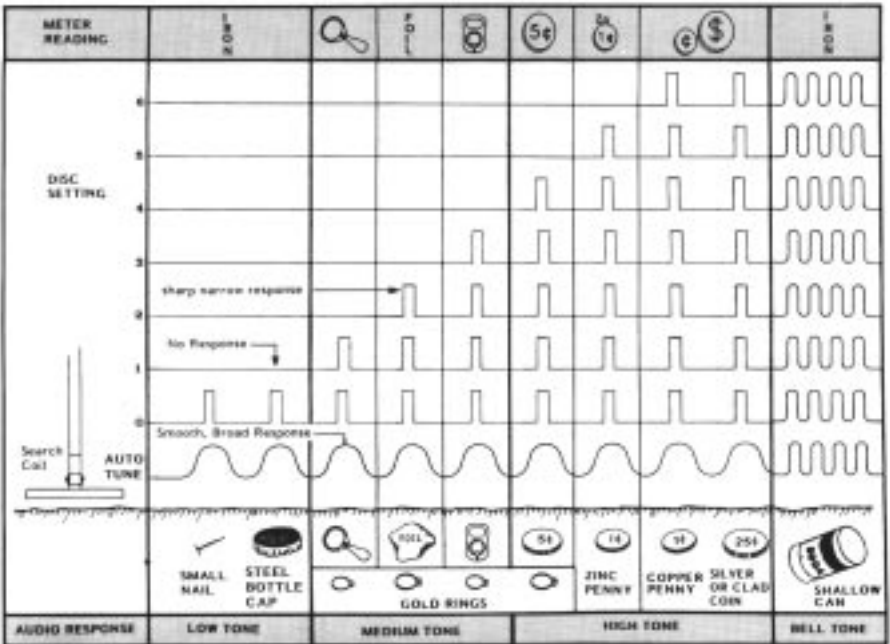 METER READING
IRON
FOIL
5¢
1¢
¢ $
IRON
6
5
DISC SETTING
4
3
sharp narrow response
2
No Response
1
0
Smooth, Broad Response
Search Coil
AUTO TUNE
FOIL
5¢
1¢
1¢
25¢
SMALL NAIL
STEEL BOTTLE CAP
GOLD RINGS
ZINC PENNY
COPPER PENNY
SILVER OR CLAD COIN
SHALLOW CAN
AUDIO RESPONSE
LOW TONE
MEDIUM TONE
HIGH TONE
BELL TONE